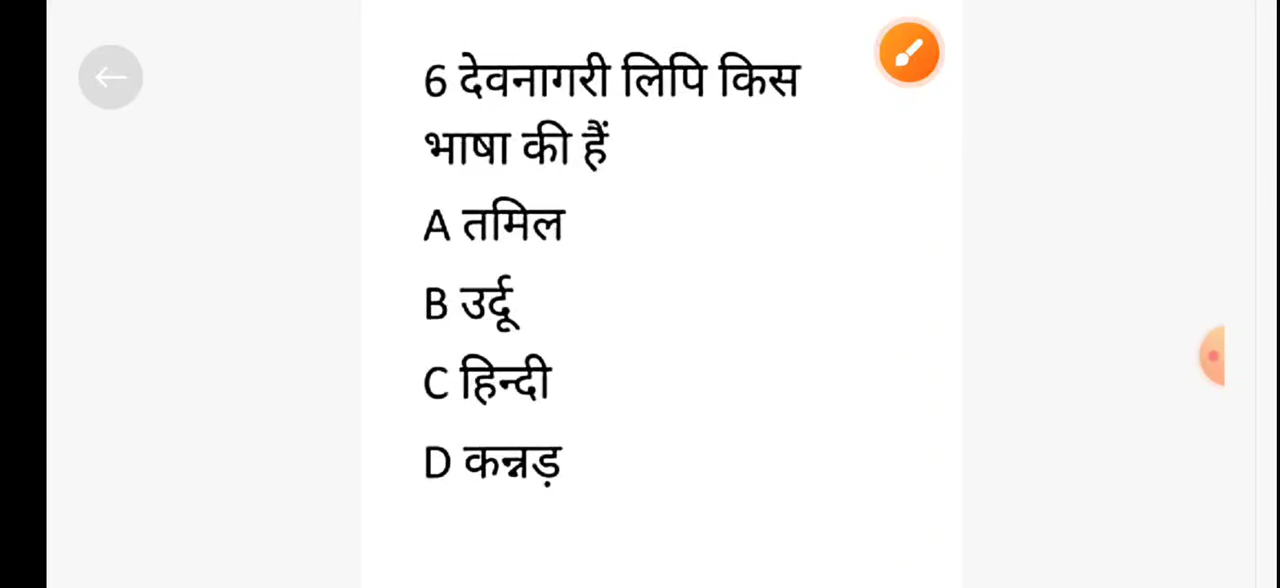 6 देवनागरी लिपि किस
भाषा की हैं
A तमिल
B उर्दू
C हिन्दी
D कन्नड़